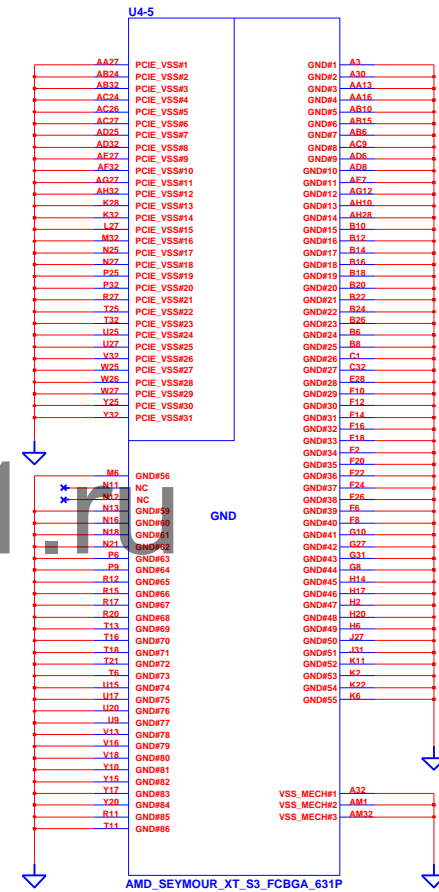 U4-5
AA27 PCIE_VSS#1
AB24 PCIE_VSS#2
AB32 PCIE_VSS#3
AC24 PCIE_VSS#4
AC26 PCIE_VSS#5
AC27 PCIE_VSS#6
AD25 PCIE_VSS#7
AD32 PCIE_VSS#8
AE27 PCIE_VSS#9
AF32 PCIE_VSS#10
AG27 PCIE_VSS#11
AH32 PCIE_VSS#12
K28 PCIE_VSS#13
K32 PCIE_VSS#14
L27 PCIE_VSS#15
M32 PCIE_VSS#16
N25 PCIE_VSS#17
N27 PCIE_VSS#18
P25 PCIE_VSS#19
P32 PCIE_VSS#20
R27 PCIE_VSS#21
T25 PCIE_VSS#22
T32 PCIE_VSS#23
U25 PCIE_VSS#24
U27 PCIE_VSS#25
V32 PCIE_VSS#26
W25 PCIE_VSS#27
W26 PCIE_VSS#28
W27 PCIE_VSS#29
Y25 PCIE_VSS#30
Y32 PCIE_VSS#31
M6 GND#56
N11 NC
N12 NC
N13 GND#59
N16 GND#60
N18 GND#61
N21 GND#62
P6 GND#63
P9 GND#64
R12 GND#65
R15 GND#66
R17 GND#67
R20 GND#68
T13 GND#69
T16 GND#70
T18 GND#71
T21 GND#72
T6 GND#73
U15 GND#74
U17 GND#75
U20 GND#76
U9 GND#77
V13 GND#78
V16 GND#79
V18 GND#80
Y10 GND#81
Y15 GND#82
Y17 GND#83
Y20 GND#84
R11 GND#85
T11 GND#86
GND
GND#1 A3
GND#2 A30
GND#3 AA13
GND#4 AA16
GND#5 AB10
GND#6 AB15
GND#7 AB6
GND#8 AC9
GND#9 AD6
GND#10 AD8
GND#11 AE7
GND#12 AG12
GND#13 AH10
GND#14 AH28
GND#15 B10
GND#16 B12
GND#17 B14
GND#18 B16
GND#19 B18
GND#20 B20
GND#21 B22
GND#22 B24
GND#23 B26
GND#24 B6
GND#25 B8
GND#26 C1
GND#27 C32
GND#28 E28
GND#29 F10
GND#30 F12
GND#31 F14
GND#32 F16
GND#33 F18
GND#34 F2
GND#35 F20
GND#36 F22
GND#37 F24
GND#38 F26
GND#39 F6
GND#40 F8
GND#41 G10
GND#42 G27
GND#43 G31
GND#44 G8
GND#45 H14
GND#46 H17
GND#47 H2
GND#48 H20
GND#49 H6
GND#50 J27
GND#51 J31
GND#52 K11
GND#53 K2
GND#54 K22
GND#55 K6
VSS_MECH#1 A32
VSS_MECH#2 AM1
VSS_MECH#3 AM32
AMD_SEYMOUR_XT_S3_FCBGA_631P
.ru